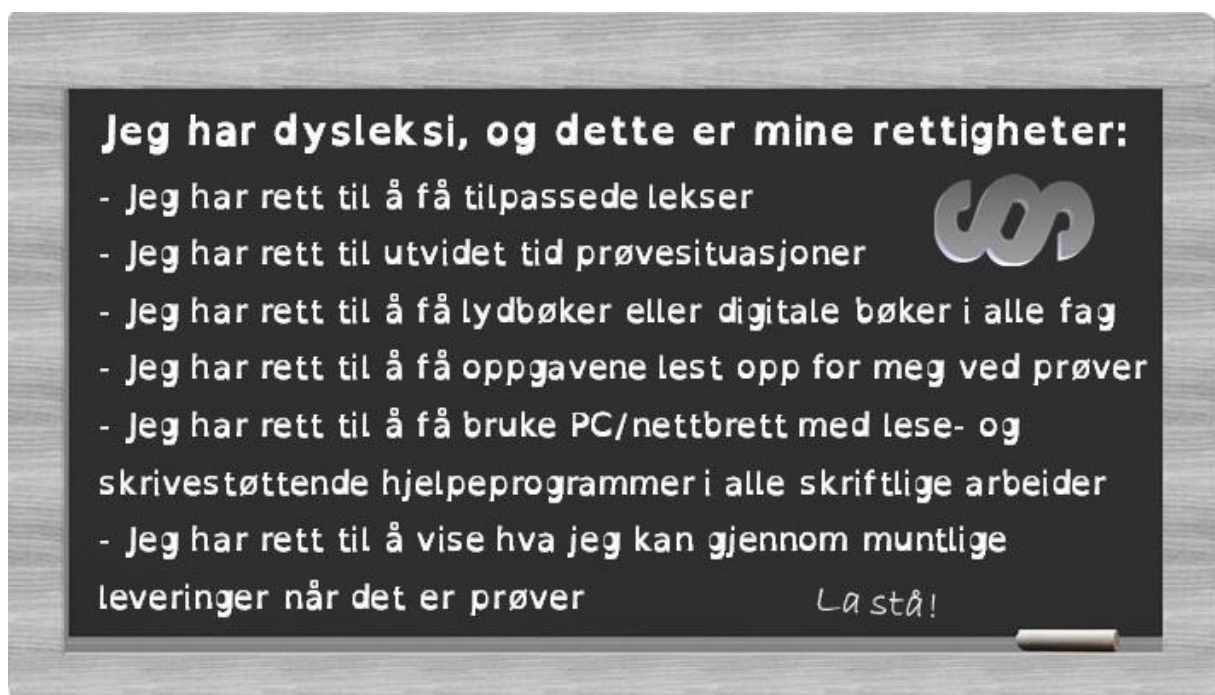 Jeg har dysleksi, og dette er mine rettigheter:
- Jeg har rett til å få tilpassede lekser
- Jeg har rett til utvidet tid prøvesituasjoner
- Jeg har rett til å få lydbøker eller digitale bøker i alle fag
- Jeg har rett til å få oppgavene lest opp for meg ved prøver
- Jeg har rett til å få bruke PC/nettbrett med lese- og
skrivestøttende hjelpeprogrammer i alle skriftlige arbeider
- Jeg har rett til å vise hva jeg kan gjennom muntlige
leveringer når det er prøver
La stå!